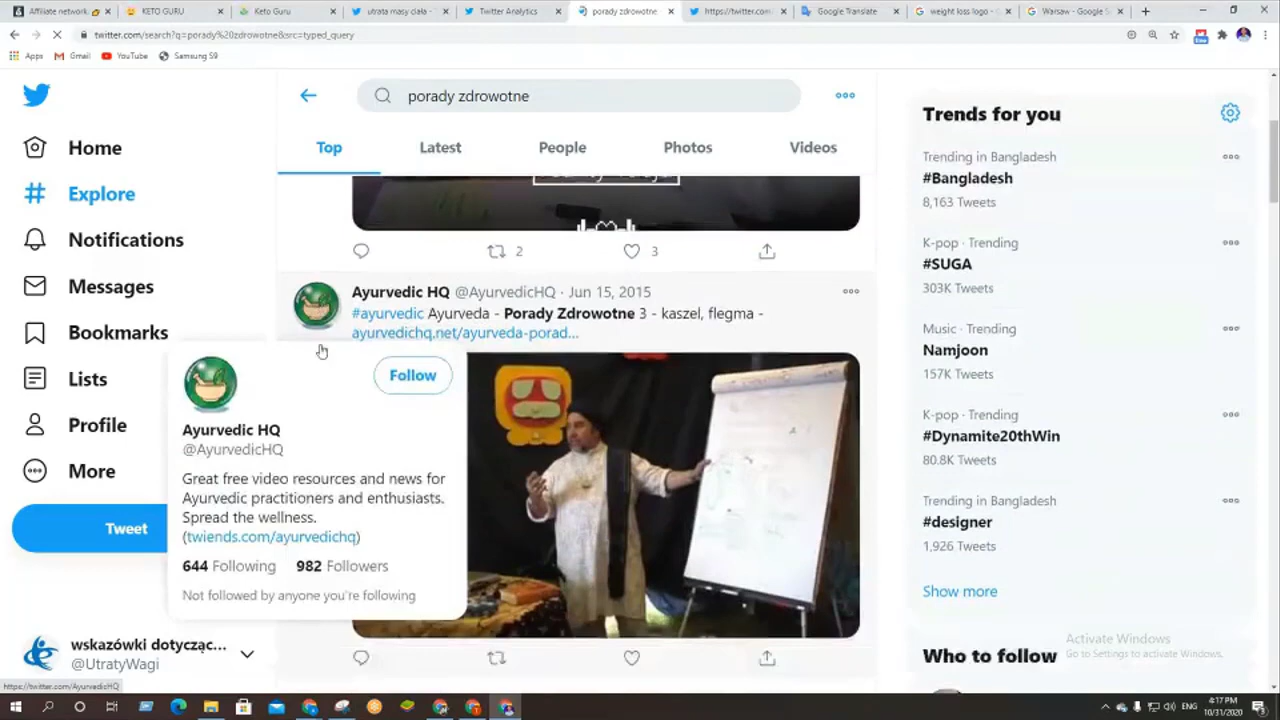 Affiliate network.
KETO GURU
Keto Guru
utrata masy ciała -
Twitter Analytics
porady zdrowotne
https://twitter.com
Google Translate
weight loss logo - G
Warsaw - Google S
twitter.com/search?q=porady%20zdrowotne&src=typed_query
Apps
Gmail
YouTube
Samsung S9
porady zdrowotne
Top
Latest
People
Photos
Videos
Home
Explore
Notifications
Messages
Bookmarks
Lists
Profile
More
Tweet
wskazówki dotycząc...
@UtratyWagi
2
3
Ayurvedic HQ @AyurvedicHQ · Jun 15, 2015
#ayurvedic Ayurveda - Porady Zdrowotne 3 - kaszel, flegma -
ayurvedichq.net/ayurveda-porad...
Follow
Ayurvedic HQ
@AyurvedicHQ
Great free video resources and news for
Ayurvedic practitioners and enthusiasts.
Spread the wellness.
(twiends.com/ayurvedichq)
644 Following 982 Followers
Not followed by anyone you're following
Trends for you
Trending in Bangladesh
#Bangladesh
8,163 Tweets
K-pop · Trending
#SUGA
303K Tweets
Music · Trending
Namjoon
157K Tweets
K-pop · Trending
#Dynamite20thWin
80.8K Tweets
Trending in Bangladesh
#designer
1,926 Tweets
Show more
Who to follow
Activate Windows
Go to Settings to activate Windows.
https://twitter.com/AyurvedicHQ
ENG
4:17 PM
10/31/2020